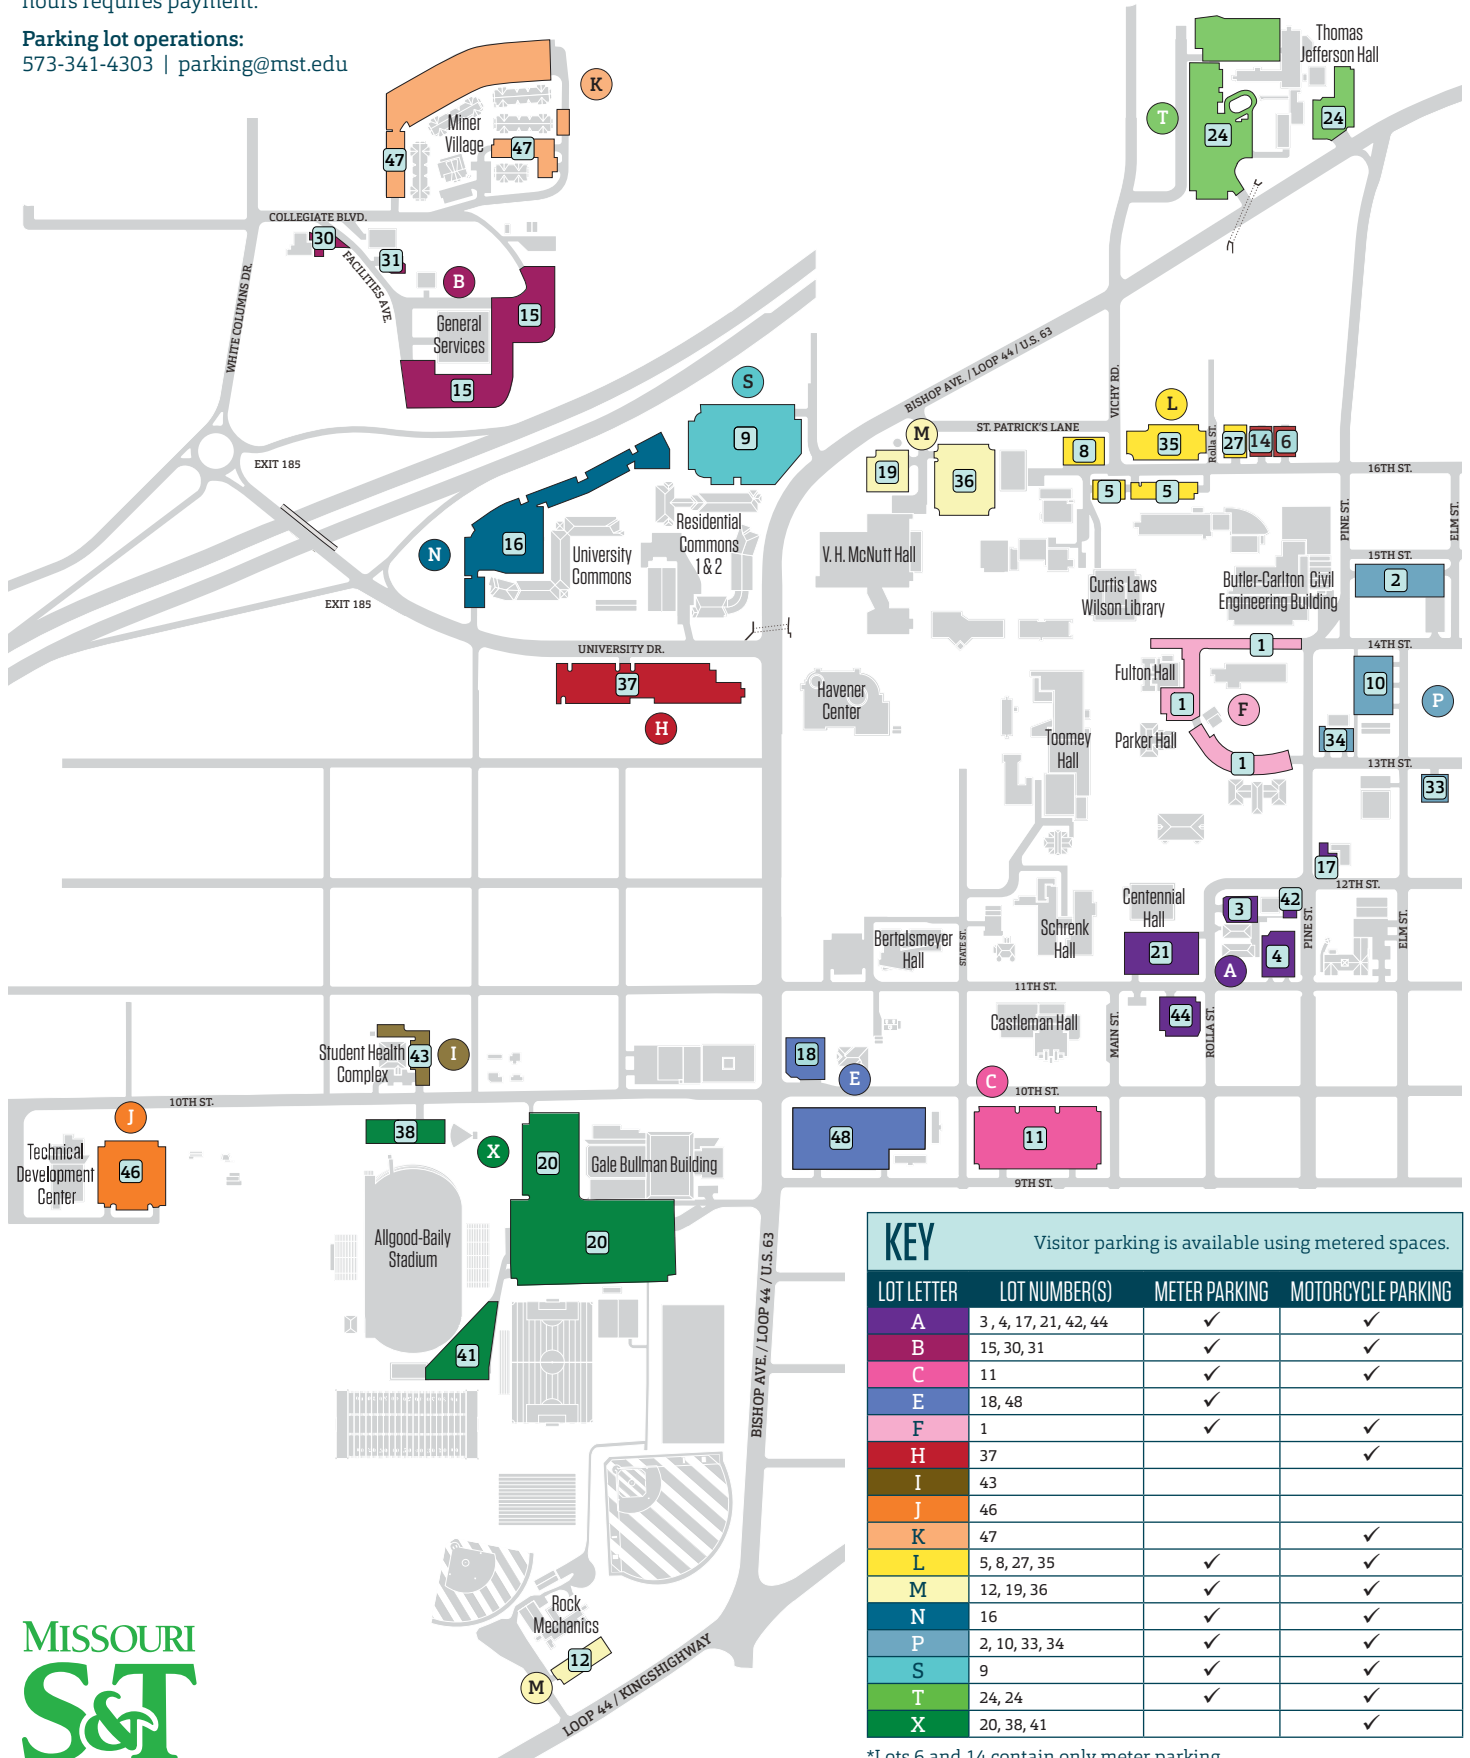 hours requires payment.
Parking lot operations:
573-341-4303 | parking@mst.edu
Thomas
Jefferson Hall
K
T
24
24
Miner
Village
47
47
COLLEGIATE BLVD.
30
31
FACILITIES AVE.
B
WHITE COLUMNS DR.
15
General
Services
15
BISHOP AVE. / LOOP 44 / U.S. 63
VICHY RD.
S
9
L
M
ST. PATRICK'S LANE
8
35
Rolla ST.
27
14
6
EXIT 185
19
36
16TH ST.
5
5
PINE ST.
ELM ST.
N
16
University
Commons
Residential
Commons
1 & 2
V. H. McNutt Hall
Curtis Laws
Wilson Library
Butler-Carlton Civil
Engineering Building
15TH ST.
2
EXIT 185
UNIVERSITY DR.
1
14TH ST.
37
H
Havener
Center
Fulton Hall
1
F
10
P
Toomey
Hall
Parker Hall
34
1
13TH ST.
33
17
12TH ST.
Centennial
Hall
3
42
PINE ST.
ELM ST.
Bertelsmeyer
Hall
STATE ST.
Schrenk
Hall
21
A
4
11TH ST.
44
MAIN ST.
ROLLA ST.
Castleman Hall
Student Health
Complex
43
I
18
E
C
10TH ST.
10TH ST.
J
38
X
20
Gale Bullman Building
48
11
9TH ST.
Technical
Development
Center
46
Allgood-Baily
Stadium
20
41
BISHOP AVE. / LOOP 44 / U.S. 63
Rock
Mechanics
12
M
LOOP 44 / KINGSHIGHWAY
MISSOURI
S&T
KEY Visitor parking is available using metered spaces.
LOT LETTER LOT NUMBER(S) METER PARKING MOTORCYCLE PARKING
A 3 , 4, 17, 21, 42, 44 ✓ ✓
B 15, 30, 31 ✓ ✓
C 11 ✓ ✓
E 18, 48 ✓
F 1 ✓ ✓
H 37 ✓
I 43
J 46
K 47 ✓
L 5, 8, 27, 35 ✓ ✓
M 12, 19, 36 ✓ ✓
N 16 ✓ ✓
P 2, 10, 33, 34 ✓ ✓
S 9 ✓ ✓
T 24, 24 ✓ ✓
X 20, 38, 41 ✓
*Lots 6 and 14 contain only meter parking